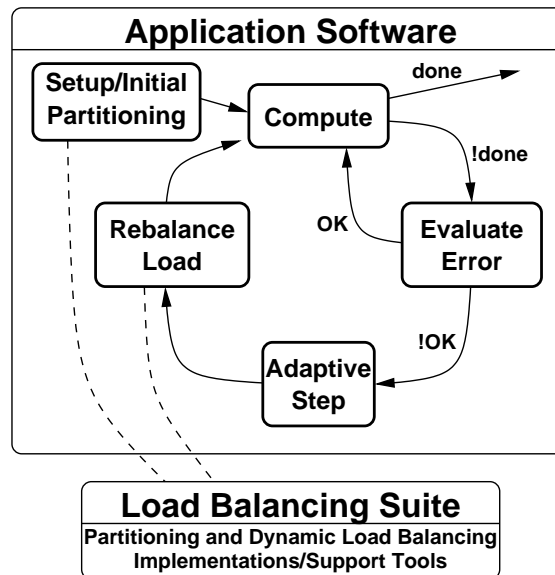 Application Software
Setup/Initial
Partitioning
Compute
done
!done
Rebalance
Load
OK
Evaluate
Error
!OK
Adaptive
Step
Load Balancing Suite
Partitioning and Dynamic Load Balancing
Implementations/Support Tools